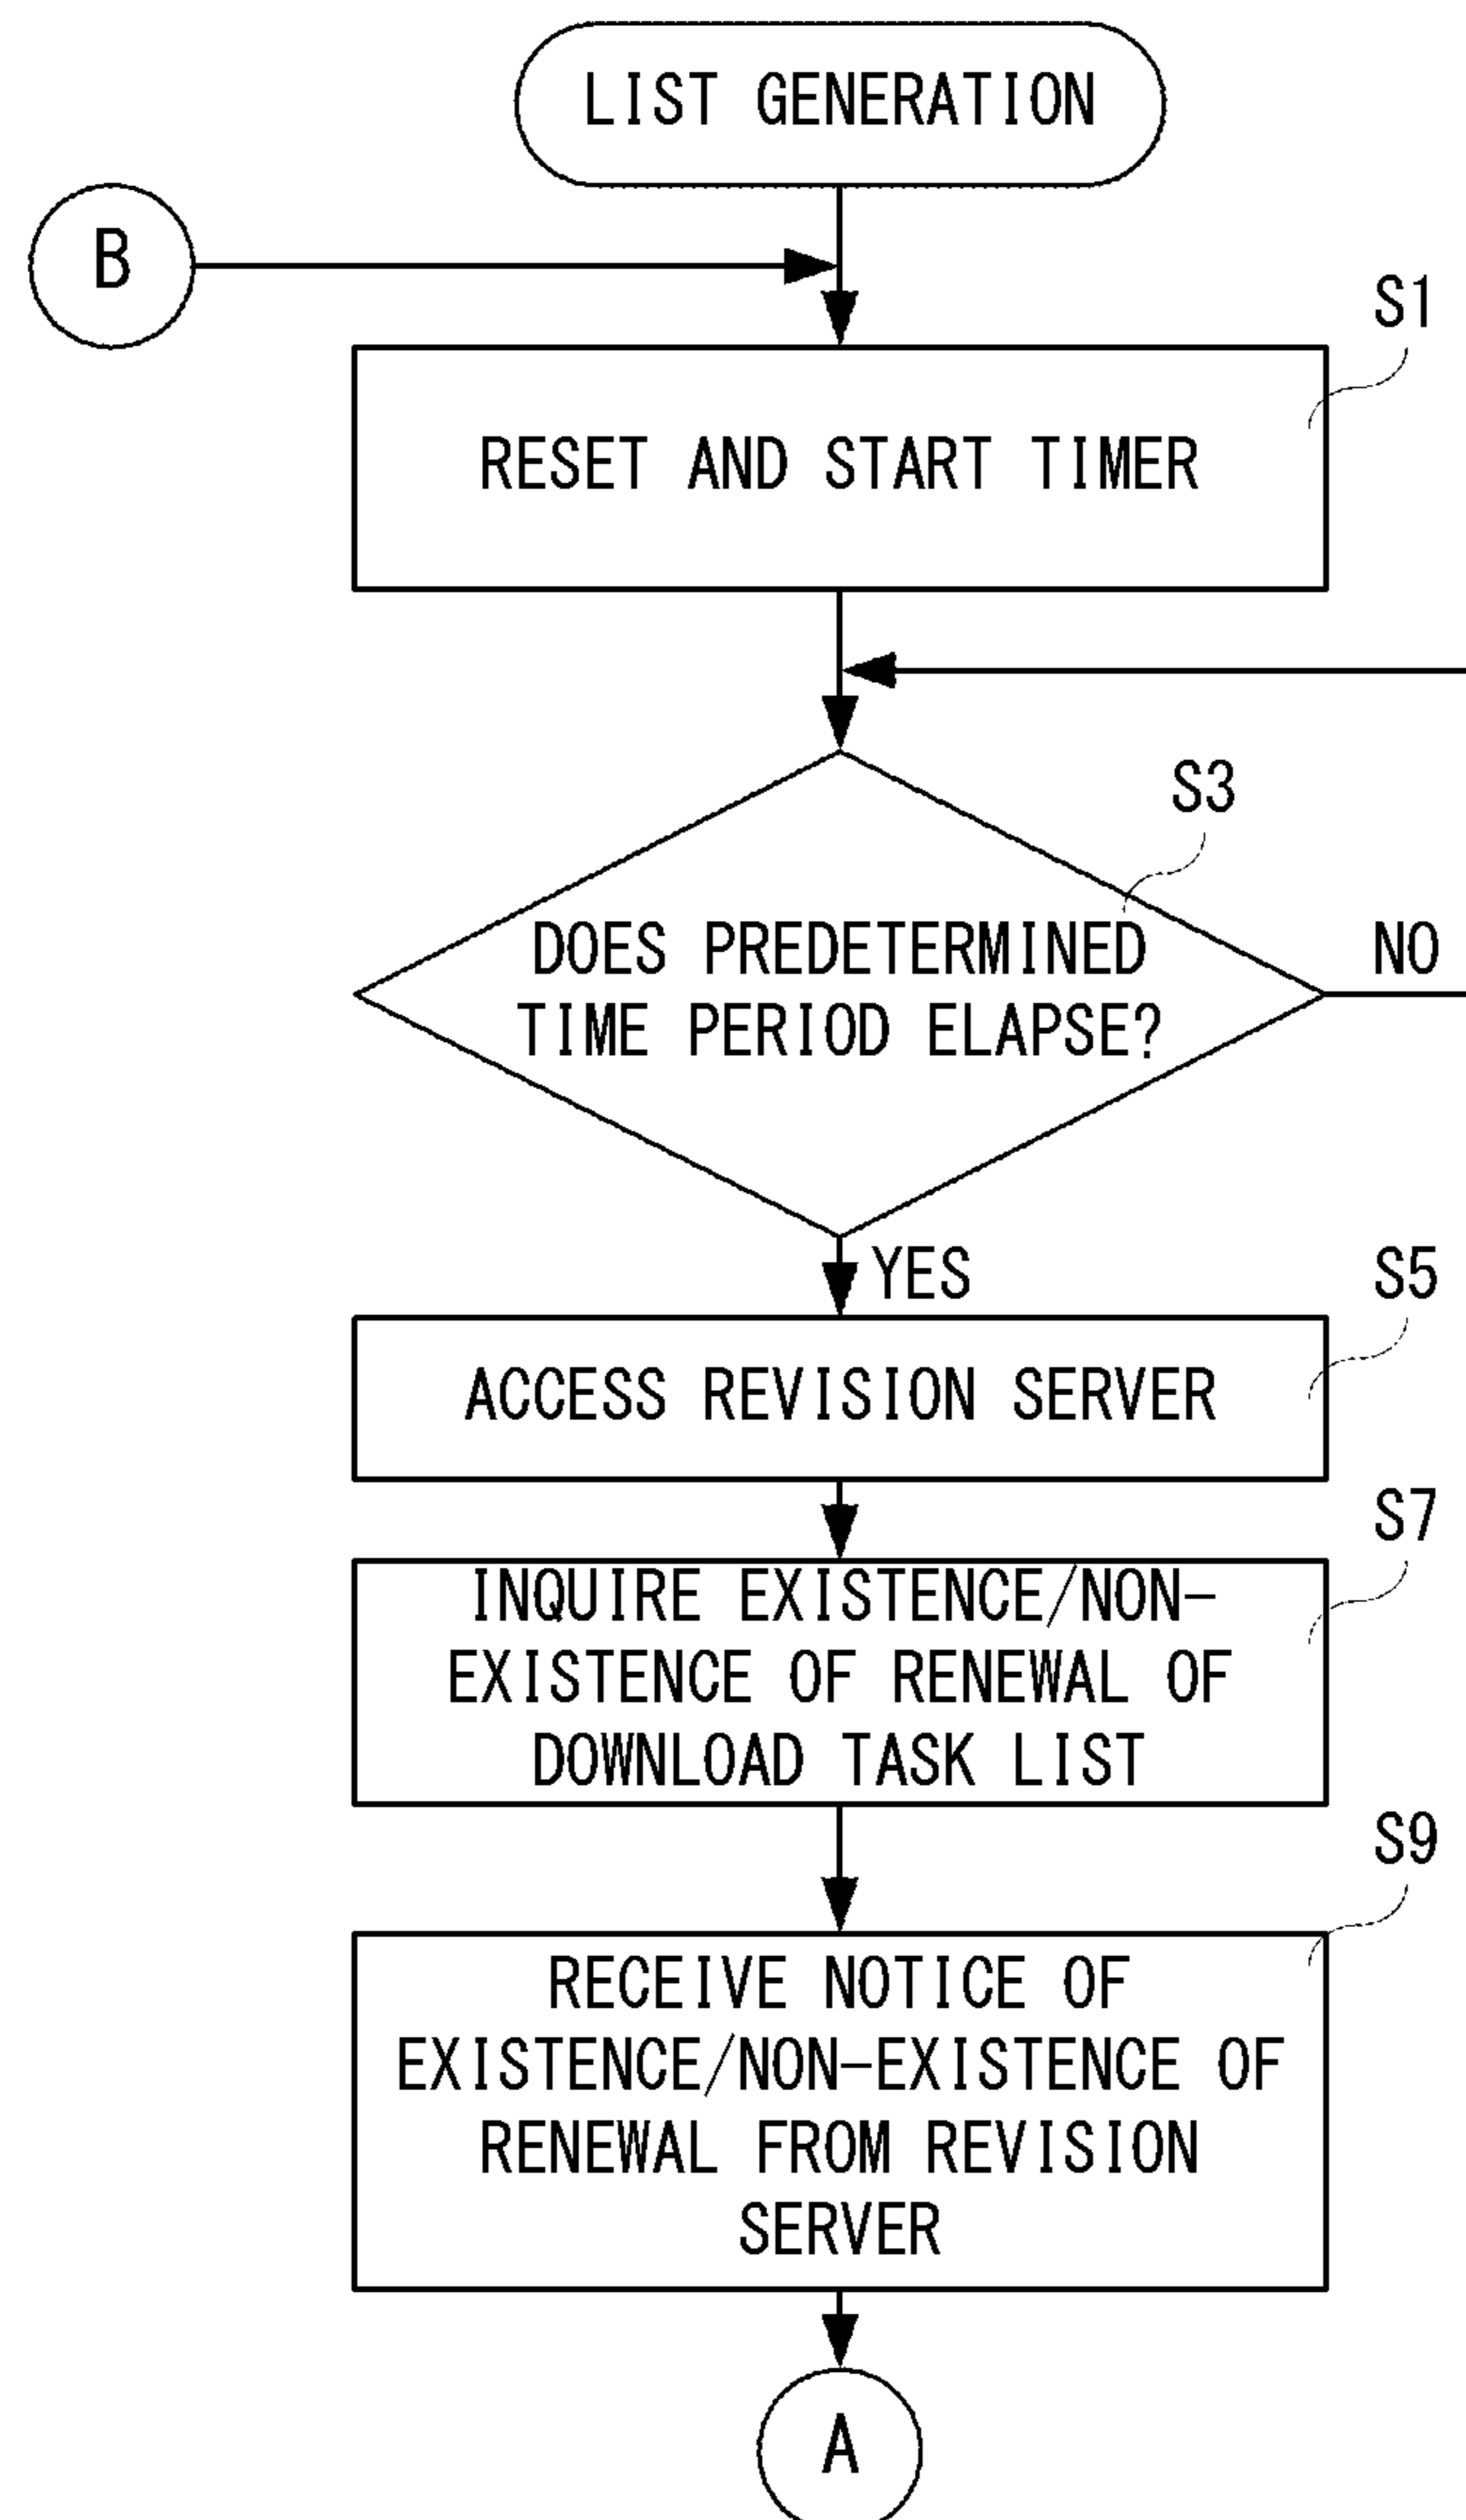 LIST GENERATION
B
S1
RESET AND START TIMER
S3
DOES PREDETERMINED
TIME PERIOD ELAPSE?
NO
YES
S5
ACCESS REVISION SERVER
S7
INQUIRE EXISTENCE/NON-
EXISTENCE OF RENEWAL OF
DOWNLOAD TASK LIST
S9
RECEIVE NOTICE OF
EXISTENCE/NON-EXISTENCE OF
RENEWAL FROM REVISION
SERVER
A